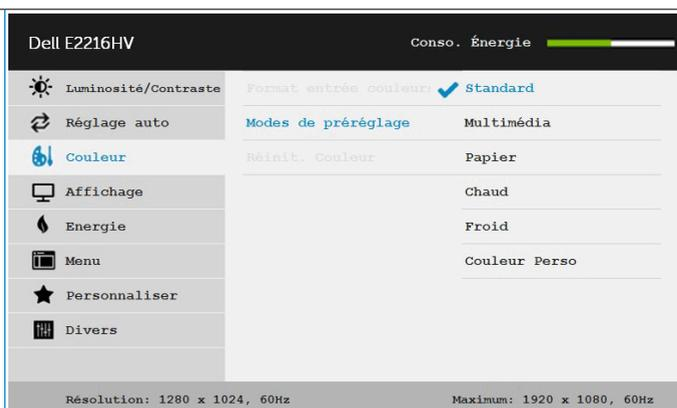 Dell E2216HV
Conso. Énergie
Luminosité/Contraste
Format entrée couleur:
Standard
Réglage auto
Modes de préréglage
Multimédia
Couleur
Réinit. Couleur
Papier
Affichage
Chaud
Energie
Froid
Menu
Couleur Perso
Personnaliser
Divers
Résolution: 1280 x 1024, 60Hz
Maximum: 1920 x 1080, 60Hz